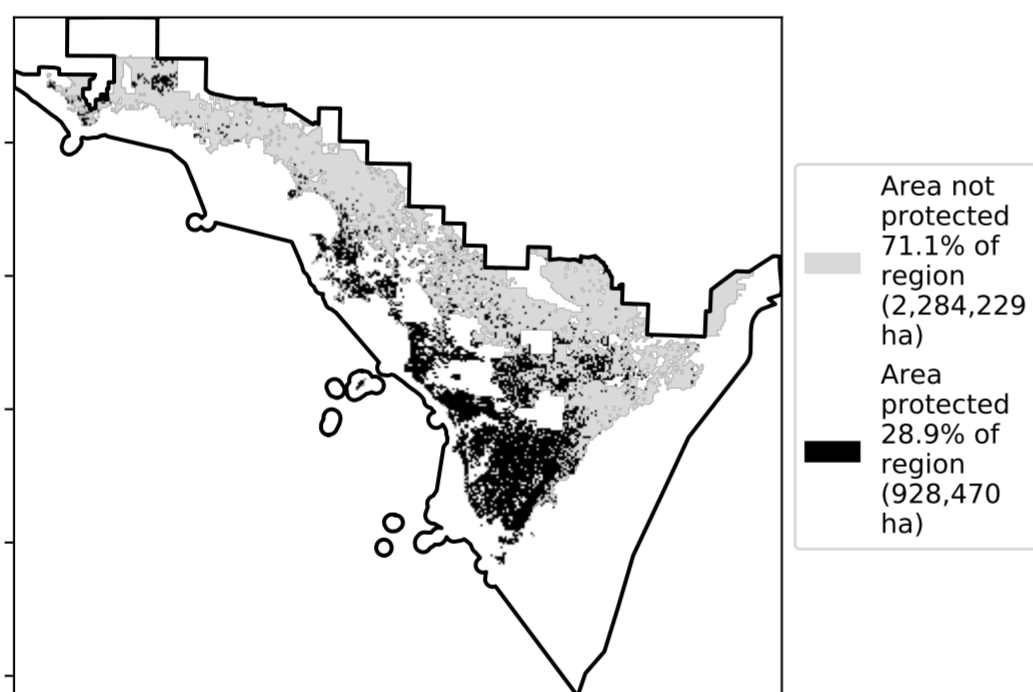 Area not
protected
71.1% of
region
(2,284,229
ha)
Area
protected
28.9% of
region
(928,470
ha)